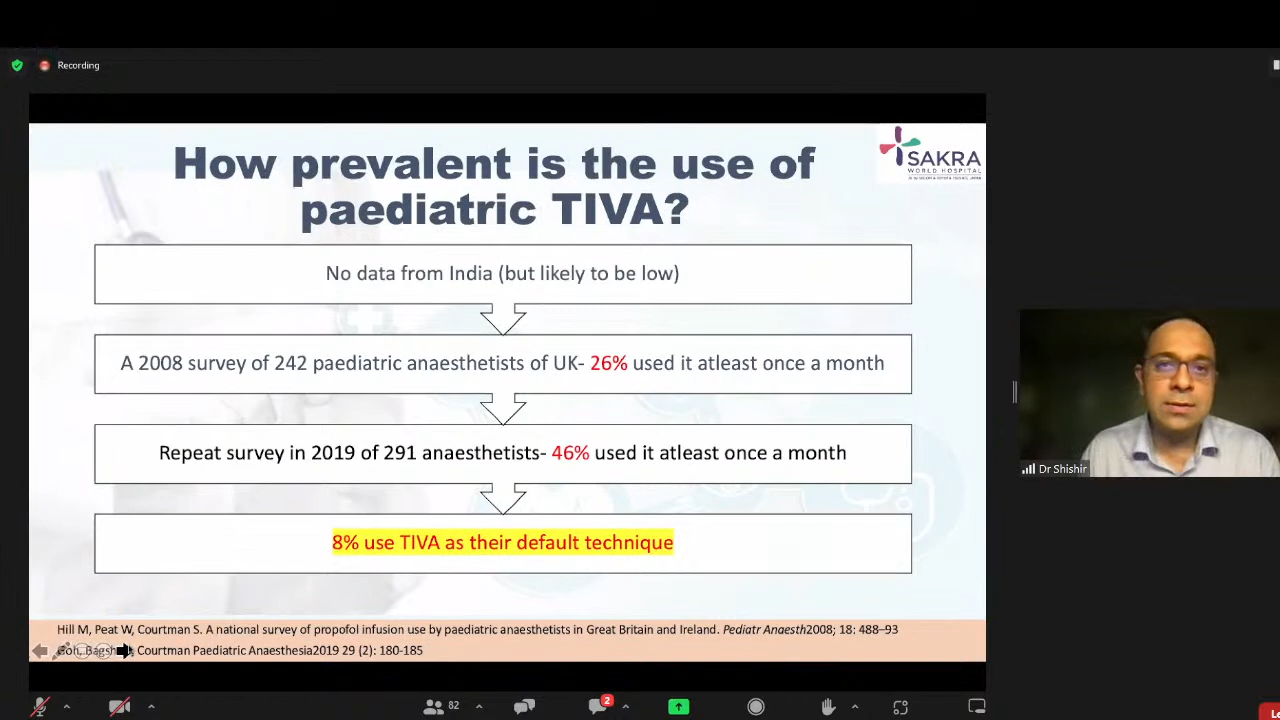 Recording
How prevalent is the use of
paediatric TIVA?
SAKRA
WORLD HOSPITAL
No data from India (but likely to be low)
A 2008 survey of 242 paediatric anaesthetists of UK- 26% used it atleast once a month
Repeat survey in 2019 of 291 anaesthetists- 46% used it atleast once a month
8% use TIVA as their default technique
Hill M, Peat W, Courtman S. A national survey of propofol infusion use by paediatric anaesthetists in Great Britain and Ireland. Pediatr Anaesth2008; 18: 488–93
Courtman Paediatric Anaesthesia2019 29 (2): 180-185
Dr Shishir
82
2